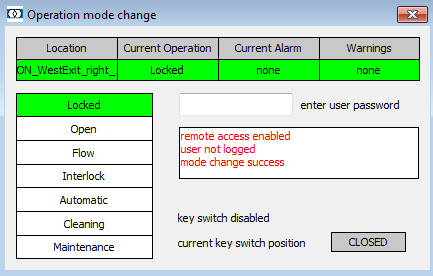 Operation mode change
Location Current Operation Current Alarm Warnings
ON_WestExit_right_ Locked none none
Locked
Open
Flow
Interlock
Automatic
Cleaning
Maintenance
enter user password
remote access enabled
user not logged
mode change success
key switch disabled
current key switch position CLOSED